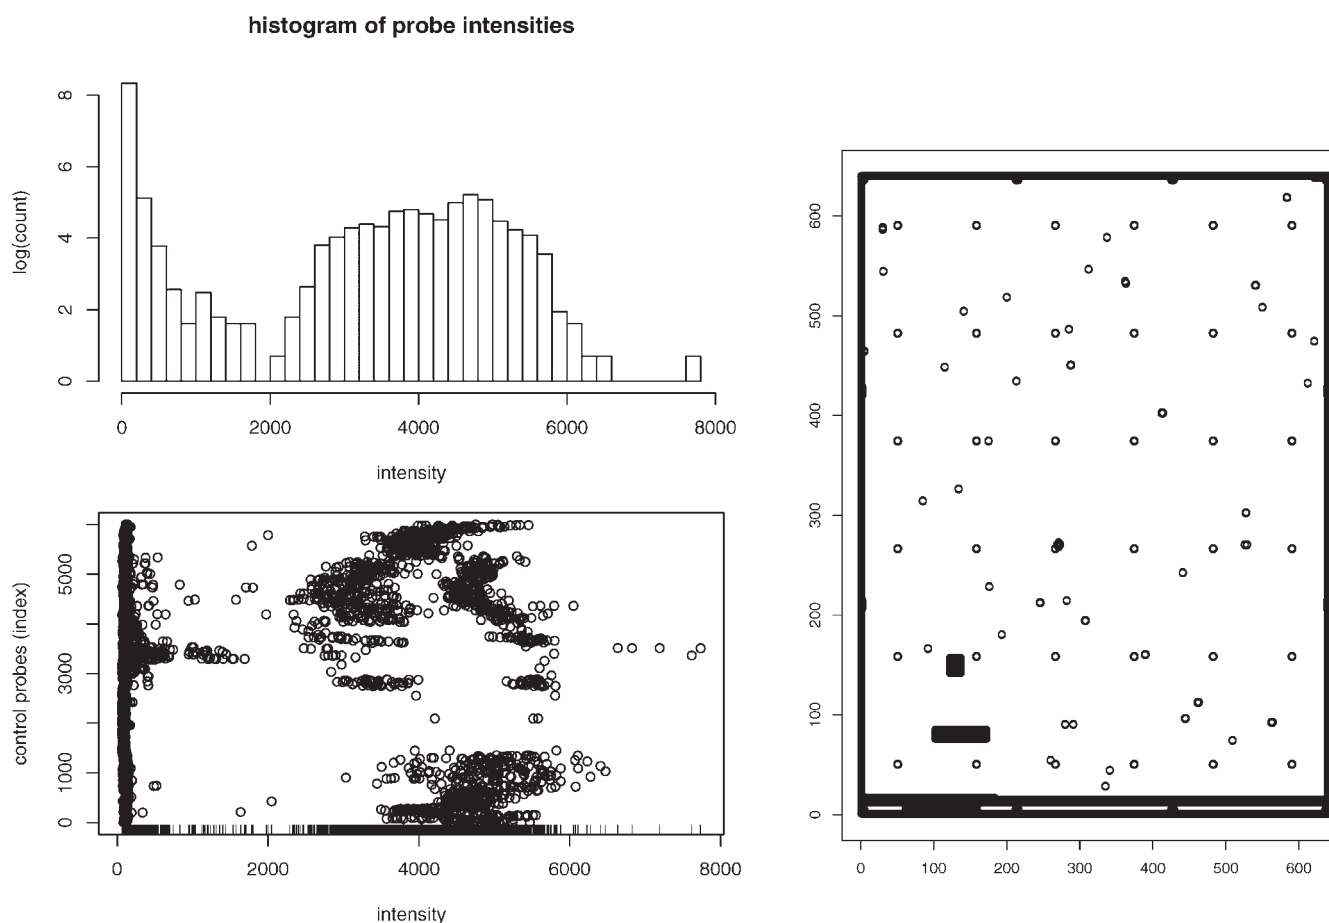 histogram of probe intensities
log(count)
8
6
4
2
0
0 2000 4000 6000 8000
intensity
control probes (index)
5000
3000
1000
0
0 2000 4000 6000 8000
intensity
600
500
400
300
200
100
0
0 100 200 300 400 500 600